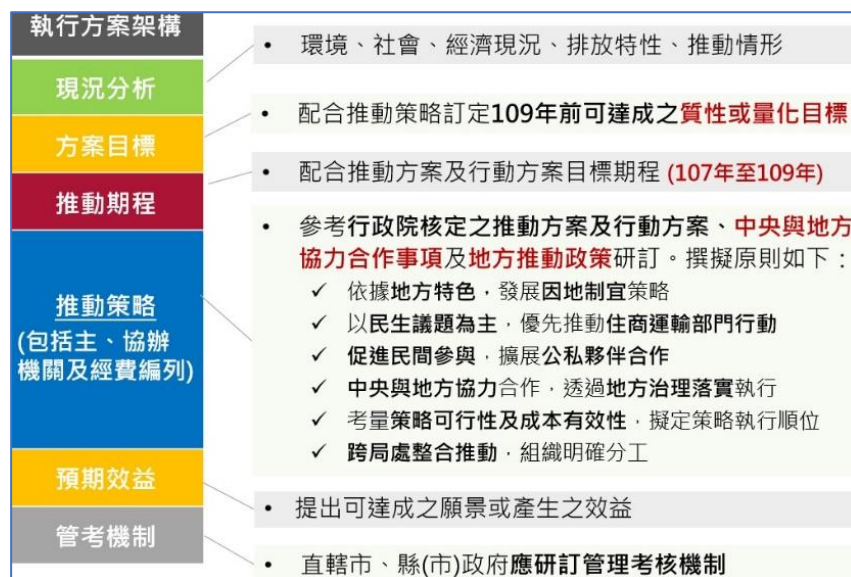 執行方案架構
現況分析
方案目標
推動期程
推動策略
(包括主、協辦
機關及經費編列)
預期效益
管考機制
• 環境、社會、經濟現況、排放特性、推動情形
• 配合推動策略訂定109年前可達成之質性或量化目標
• 配合推動方案及行動方案目標期程 (107年至109年)
• 參考行政院核定之推動方案及行動方案、中央與地方
協力合作事項及地方推動政策研訂。撰擬原則如下：
✓ 依據地方特色，發展因地制宜策略
✓ 以民生議題為主，優先推動住商運輸部門行動
✓ 促進民間參與，擴展公私夥伴合作
✓ 中央與地方協力合作，透過地方治理落實執行
✓ 考量策略可行性及成本有效性，擬定策略執行順位
✓ 跨局處整合推動，組織明確分工
• 提出可達成之願景或產生之效益
• 直轄市、縣(市)政府應研訂管理考核機制